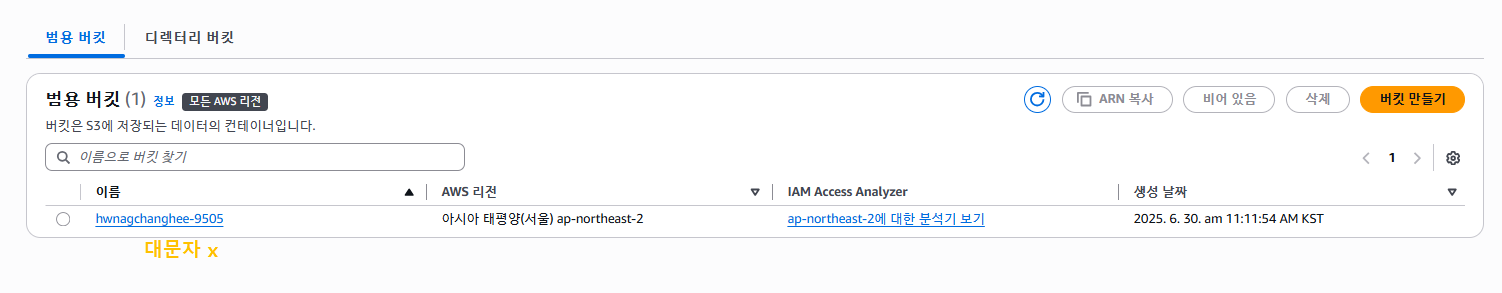 범용 버킷 디렉터리 버킷
범용 버킷 (1) 정보 모든 AWS 리전 ARN 복사 비어 있음 삭제 버킷 만들기
버킷은 S3에 저장되는 데이터의 컨테이너입니다.
이름으로 버킷 찾기 1
이름 AWS 리전 IAM Access Analyzer 생성 날짜
hwnagchanghee-9505 아시아 태평양(서울) ap-northeast-2 ap-northeast-2에 대한 분석기 보기 2025. 6. 30. am 11:11:54 AM KST
대문자 x